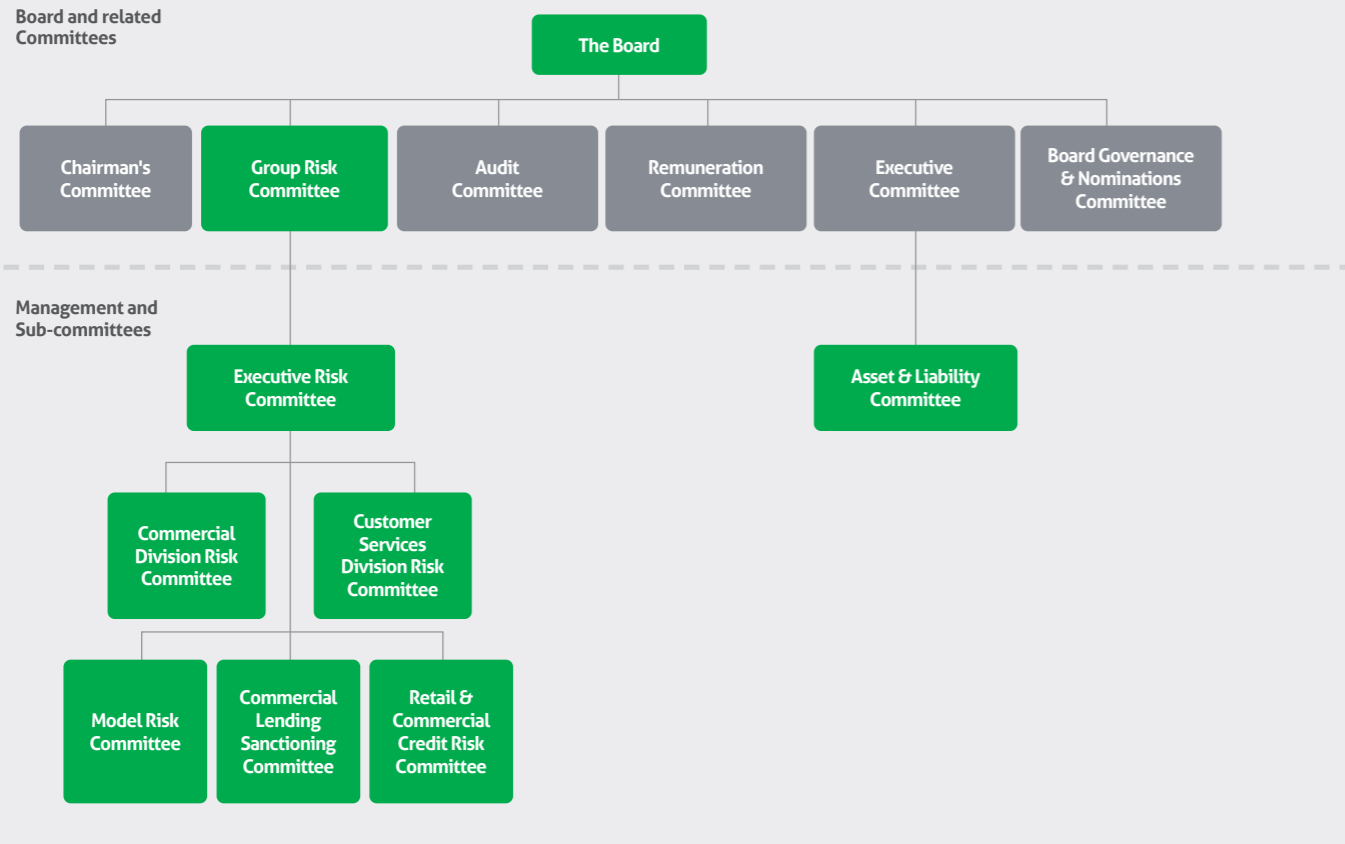 Board and related
Committees
The Board
Chairman's
Committee
Group Risk
Committee
Audit
Committee
Remuneration
Committee
Executive
Committee
Board Governance
& Nominations
Committee
Management and
Sub-committees
Executive Risk
Committee
Asset & Liability
Committee
Commercial
Division Risk
Committee
Customer
Services
Division Risk
Committee
Model Risk
Committee
Commercial
Lending
Sanctioning
Committee
Retail &
Commercial
Credit Risk
Committee